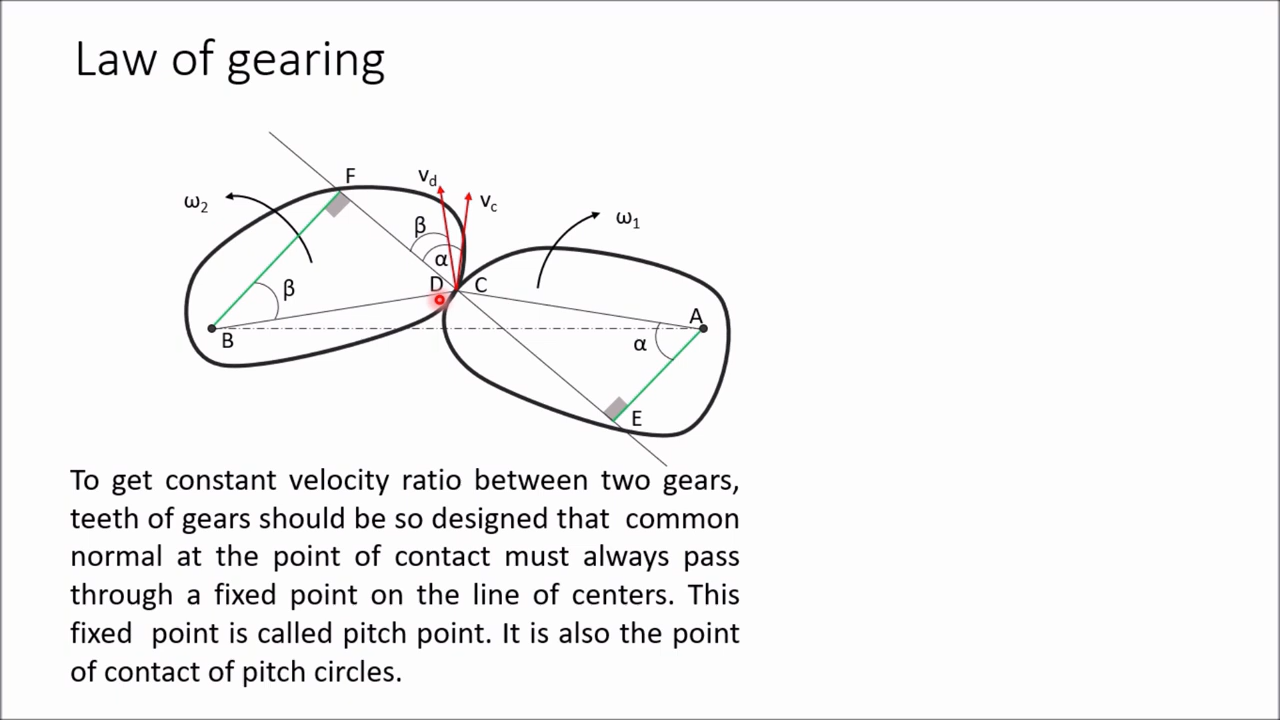 Law of gearing
F
v_d
ω₂
v_c
β
ω₁
α
β
D
C
A
B
α
E
To get constant velocity ratio between two gears,
teeth of gears should be so designed that common
normal at the point of contact must always pass
through a fixed point on the line of centers. This
fixed point is called pitch point. It is also the point
of contact of pitch circles.